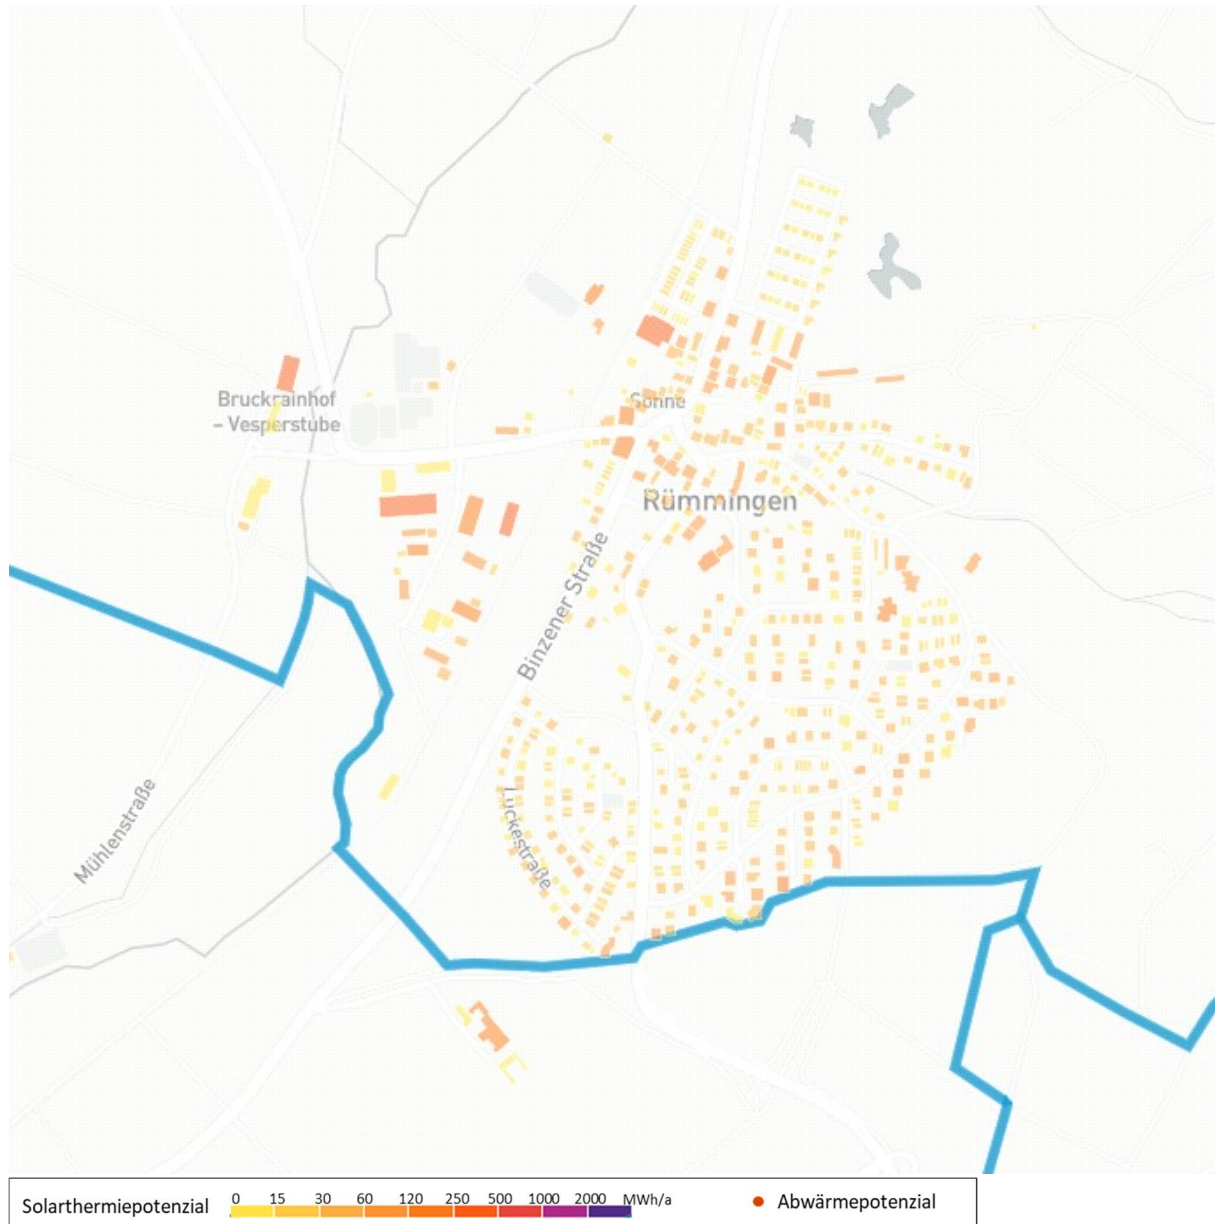 Bruckrainhof
– Vesperstube
Sonne
Rümmingen
Binzener Straße
Luckestraße
Mühlenstraße
Solarthermiepotenzial
0 15 30 60 120 250 500 1000 2000 MWh/a
Abwärmepotenzial